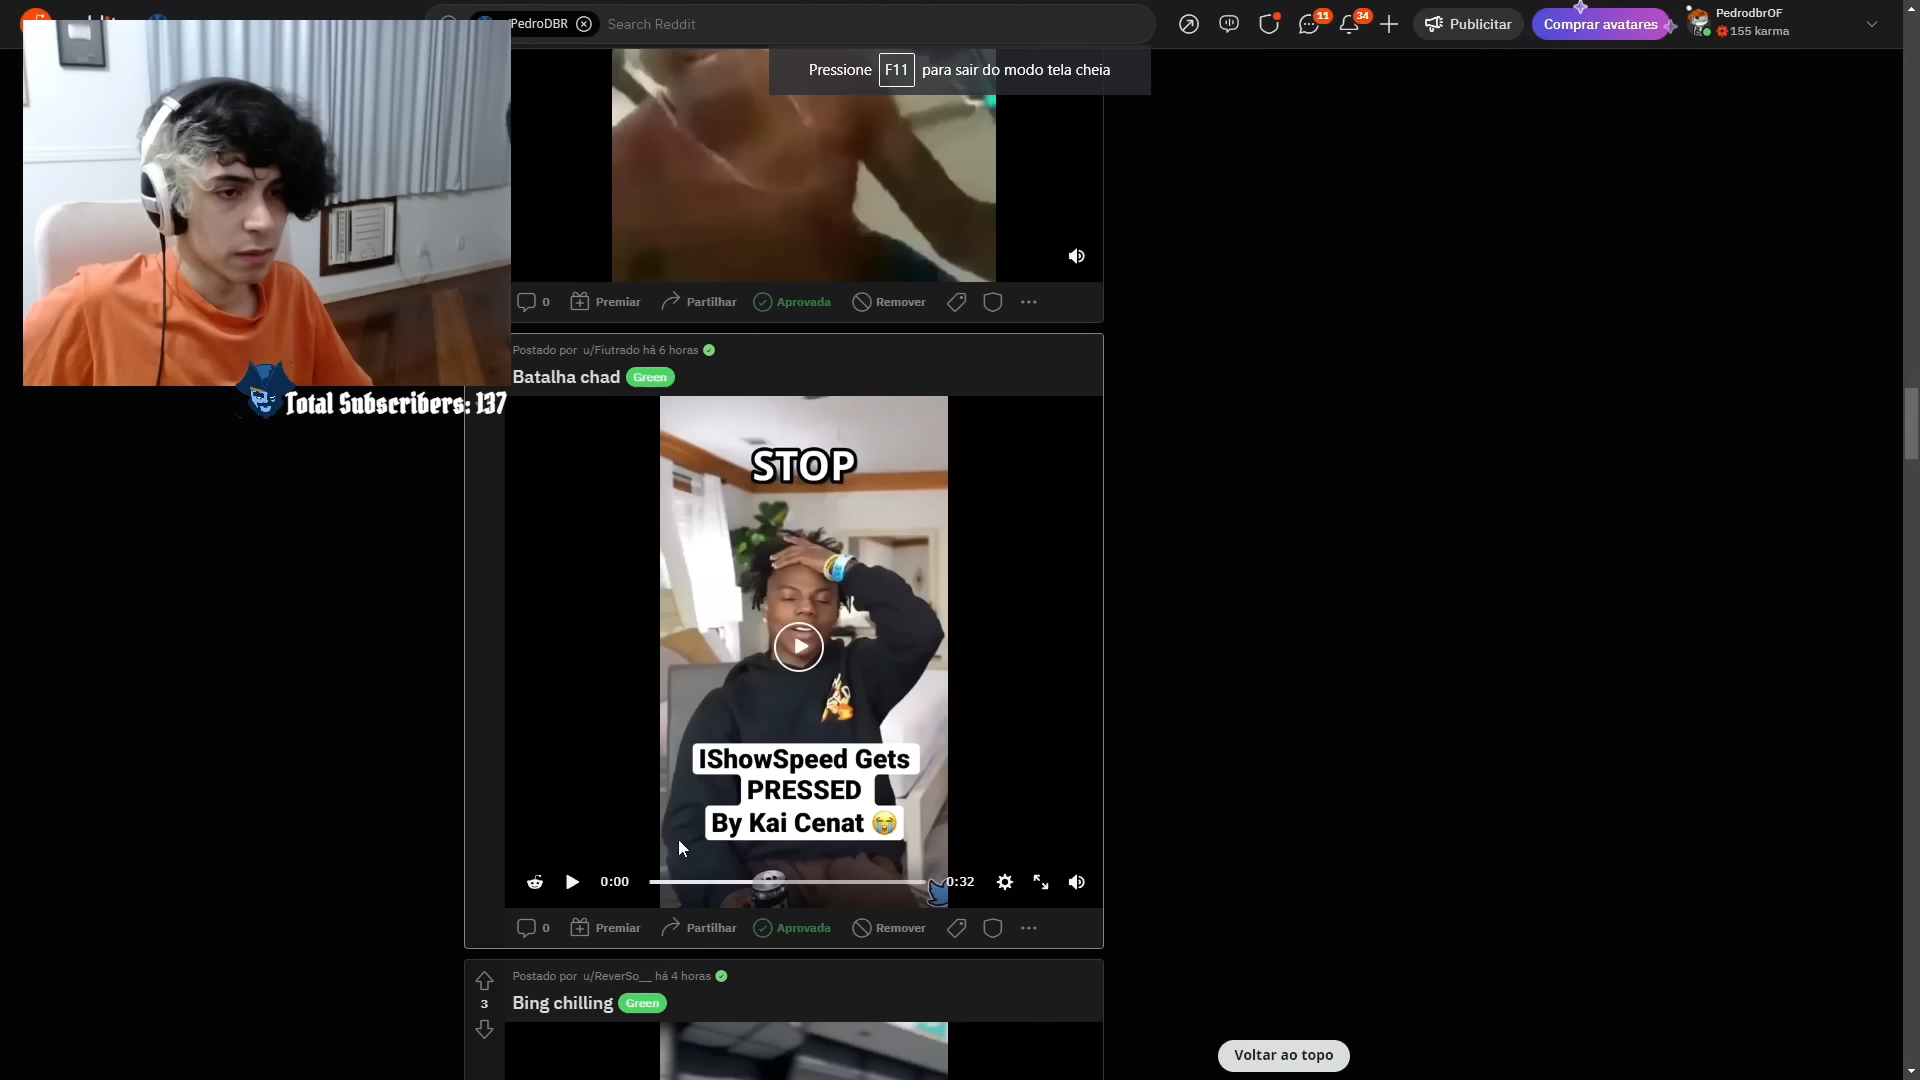 PedroDBR
Search Reddit
11
34
Publicitar
Comprar avatares
PedrodbrOF
155 karma
Pressione F11 para sair do modo tela cheia
0 Premiar Partilhar Aprovada Remover
Postado por u/Fiutrado há 6 horas
Batalha chad Green
Total Subscribers: 137
STOP
IShowSpeed Gets
PRESSED
By Kai Cenat 😭
0:00
0:32
0 Premiar Partilhar Aprovada Remover
Postado por u/ReverSo__ há 4 horas
3
Bing chilling Green
Voltar ao topo